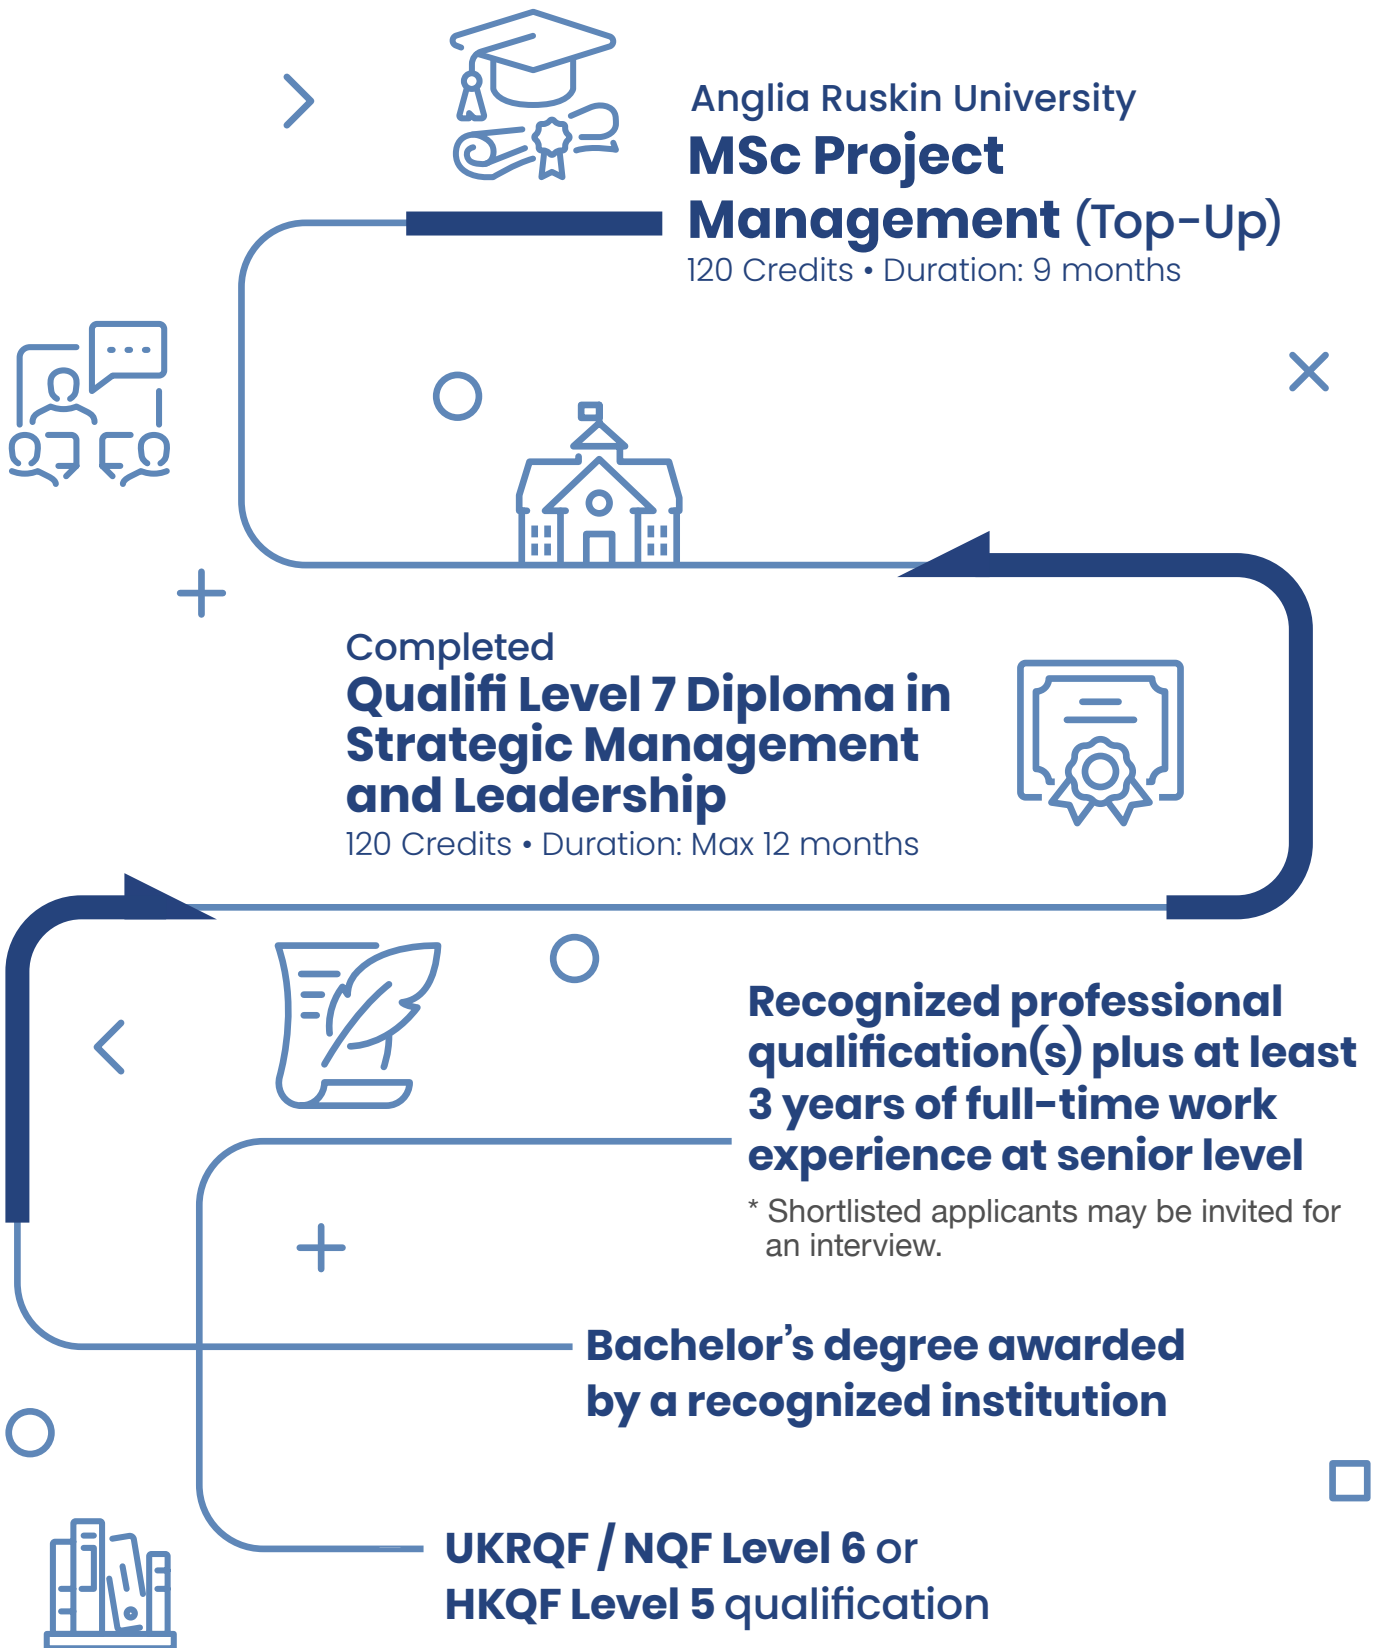 Anglia Ruskin University
MSc Project
Management (Top-Up)
120 Credits • Duration: 9 months
Completed
Qualifi Level 7 Diploma in
Strategic Management
and Leadership
120 Credits • Duration: Max 12 months
Recognized professional
qualification(s) plus at least
3 years of full-time work
experience at senior level
* Shortlisted applicants may be invited for
an interview.
Bachelor’s degree awarded
by a recognized institution
UKRQF / NQF Level 6 or
HKQF Level 5 qualification